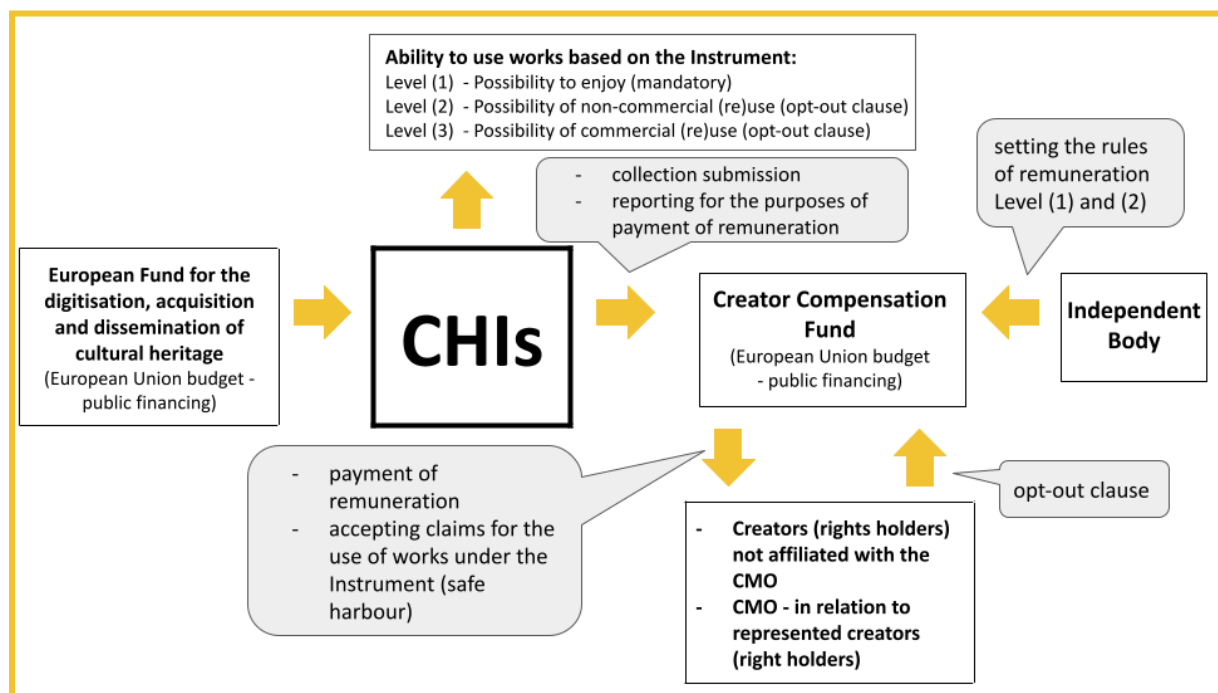 Ability to use works based on the Instrument:
Level (1)  - Possibility to enjoy (mandatory)
Level (2)  - Possibility of non-commercial (re)use (opt-out clause)
Level (3)  - Possibility of commercial (re)use (opt-out clause)
setting the rules
of remuneration
Level (1) and (2)
- collection submission
- reporting for the purposes of
payment of remuneration
European Fund for the
digitisation, acquisition
and dissemination of
cultural heritage
(European Union budget -
public financing)
CHIs
Creator Compensation
Fund
(European Union budget
- public financing)
Independent
Body
- payment of
remuneration
- accepting claims for the
use of works under the
Instrument (safe
harbour)
opt-out clause
- Creators (rights holders)
not affiliated with the
CMO
- CMO - in relation to
represented creators
(right holders)